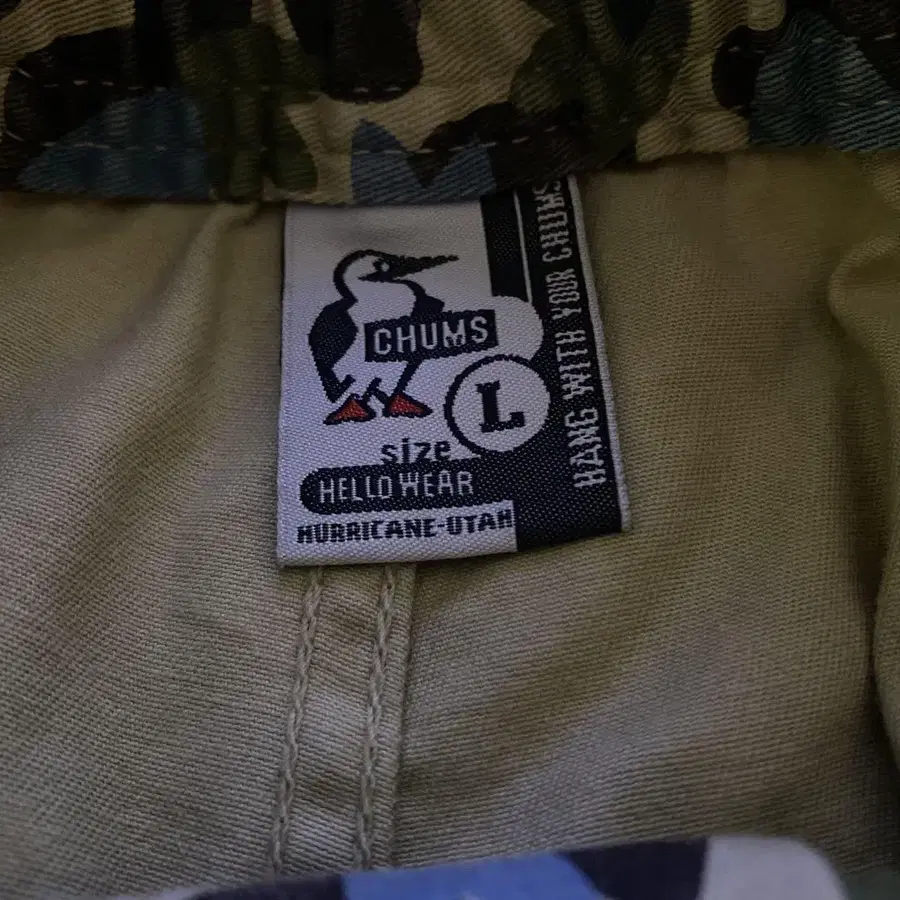 CHUMS
L
size
HELLO WEAR
HURRICANE-UTAH
HANG WITH YOUR CHUMS